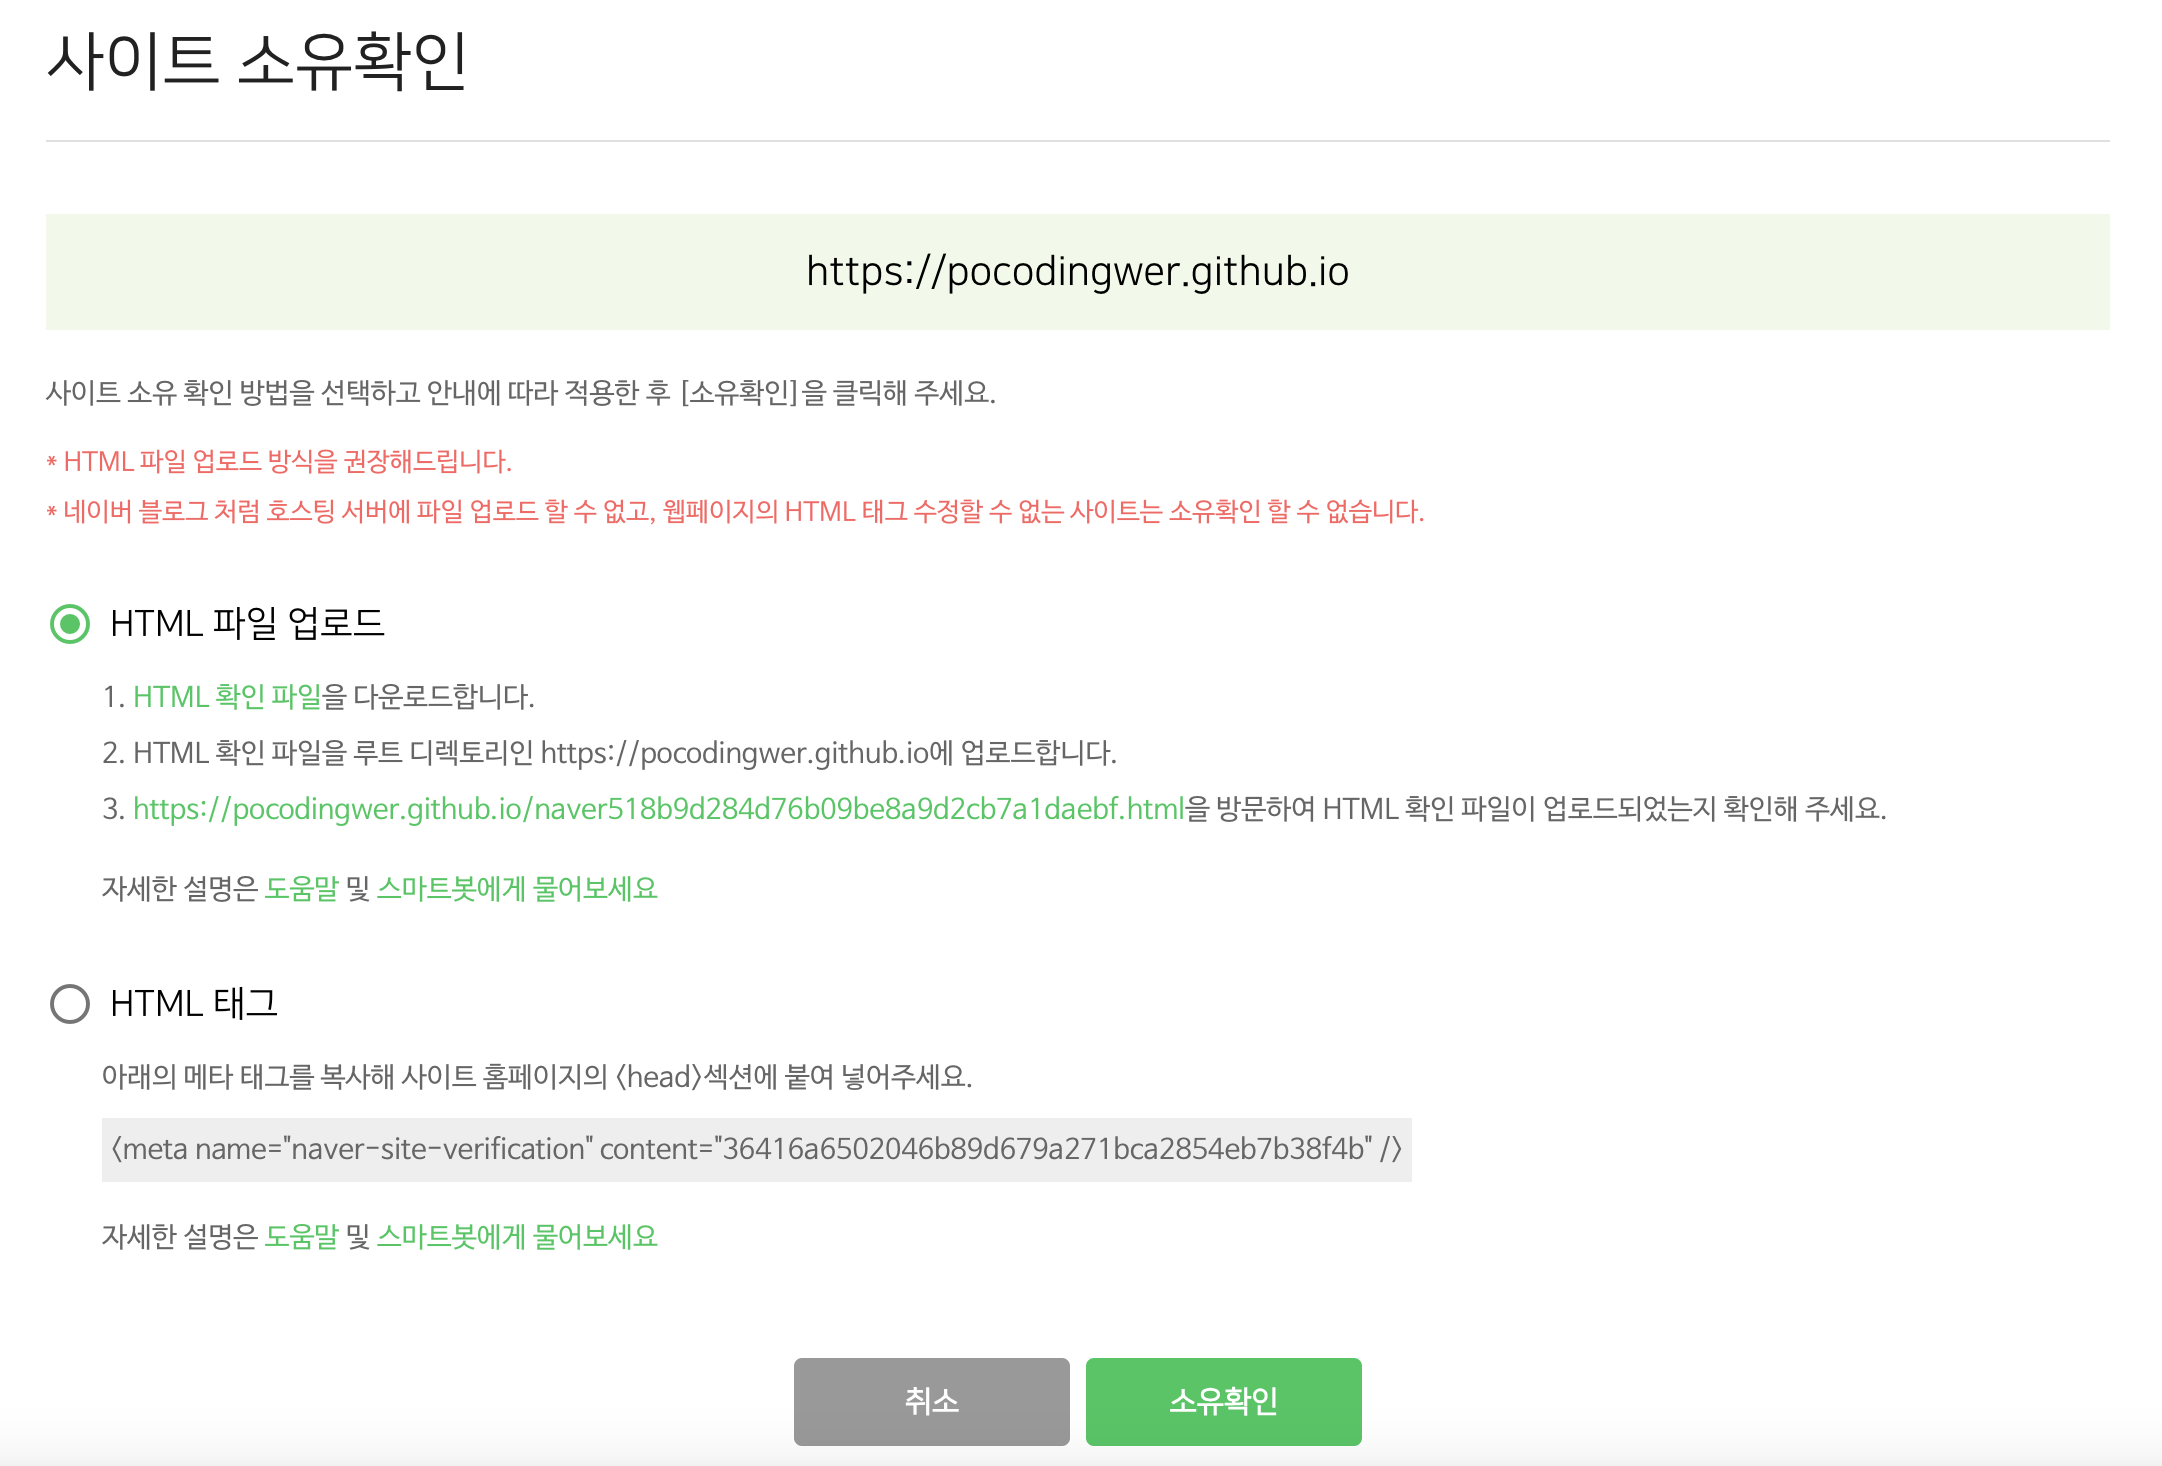 사이트 소유확인
https://pocodingwer.github.io
사이트 소유 확인 방법을 선택하고 안내에 따라 적용한 후 [소유확인]을 클릭해 주세요.
* HTML 파일 업로드 방식을 권장해드립니다.
* 네이버 블로그 처럼 호스팅 서버에 파일 업로드 할 수 없고, 웹페이지의 HTML 태그 수정할 수 없는 사이트는 소유확인 할 수 없습니다.
HTML 파일 업로드
1. HTML 확인 파일을 다운로드합니다.
2. HTML 확인 파일을 루트 디렉토리인 https://pocodingwer.github.io에 업로드합니다.
3. https://pocodingwer.github.io/naver518b9d284d76b09be8a9d2cb7a1daebf.html을 방문하여 HTML 확인 파일이 업로드되었는지 확인해 주세요.
자세한 설명은 도움말 및 스마트봇에게 물어보세요
HTML 태그
아래의 메타 태그를 복사해 사이트 홈페이지의 <head>섹션에 붙여 넣어주세요.
<meta name="naver-site-verification" content="36416a6502046b89d679a271bca2854eb7b38f4b" />
자세한 설명은 도움말 및 스마트봇에게 물어보세요
취소 소유확인